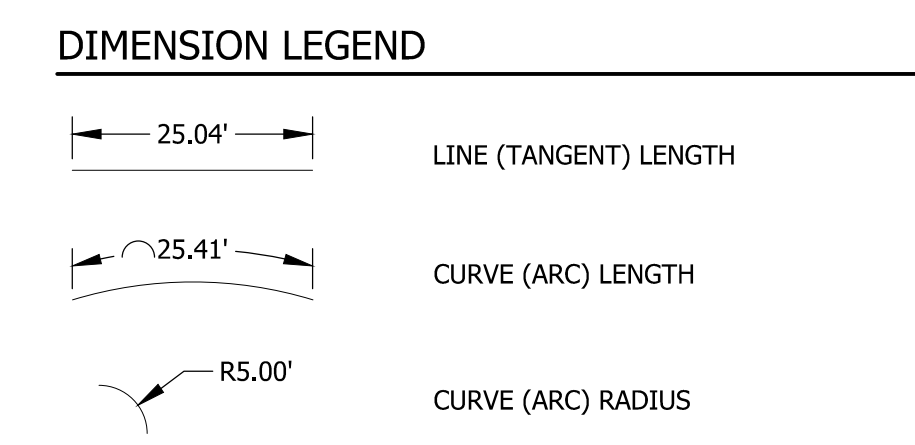 DIMENSION LEGEND
25.04'
LINE (TANGENT) LENGTH
⌒25.41'
CURVE (ARC) LENGTH
R5.00'
CURVE (ARC) RADIUS